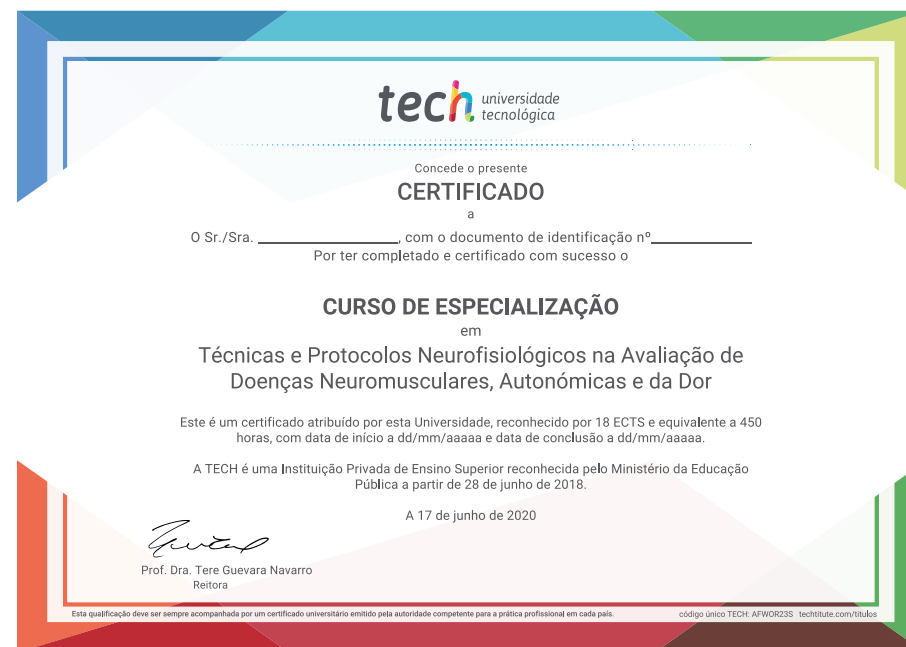 tech universidade
tecnológica
Concede o presente
CERTIFICADO
a
O Sr./Sra. ____________________, com o documento de identificação nº______________
Por ter completado e certificado com sucesso o
CURSO DE ESPECIALIZAÇÃO
em
Técnicas e Protocolos Neurofisiológicos na Avaliação de
Doenças Neuromusculares, Autonómicas e da Dor
Este é um certificado atribuído por esta Universidade, reconhecido por 18 ECTS e equivalente a 450
horas, com data de início a dd/mm/aaaaa e data de conclusão a dd/mm/aaaaa.
A TECH é uma Instituição Privada de Ensino Superior reconhecida pelo Ministério da Educação
Pública a partir de 28 de junho de 2018.
A 17 de junho de 2020
Prof. Dra. Tere Guevara Navarro
Reitora
Esta qualificação deve ser sempre acompanhada por um certificado universitário emitido pela autoridade competente para a prática profissional em cada país.
código único TECH: AFWOR23S techtitute.com/titulos